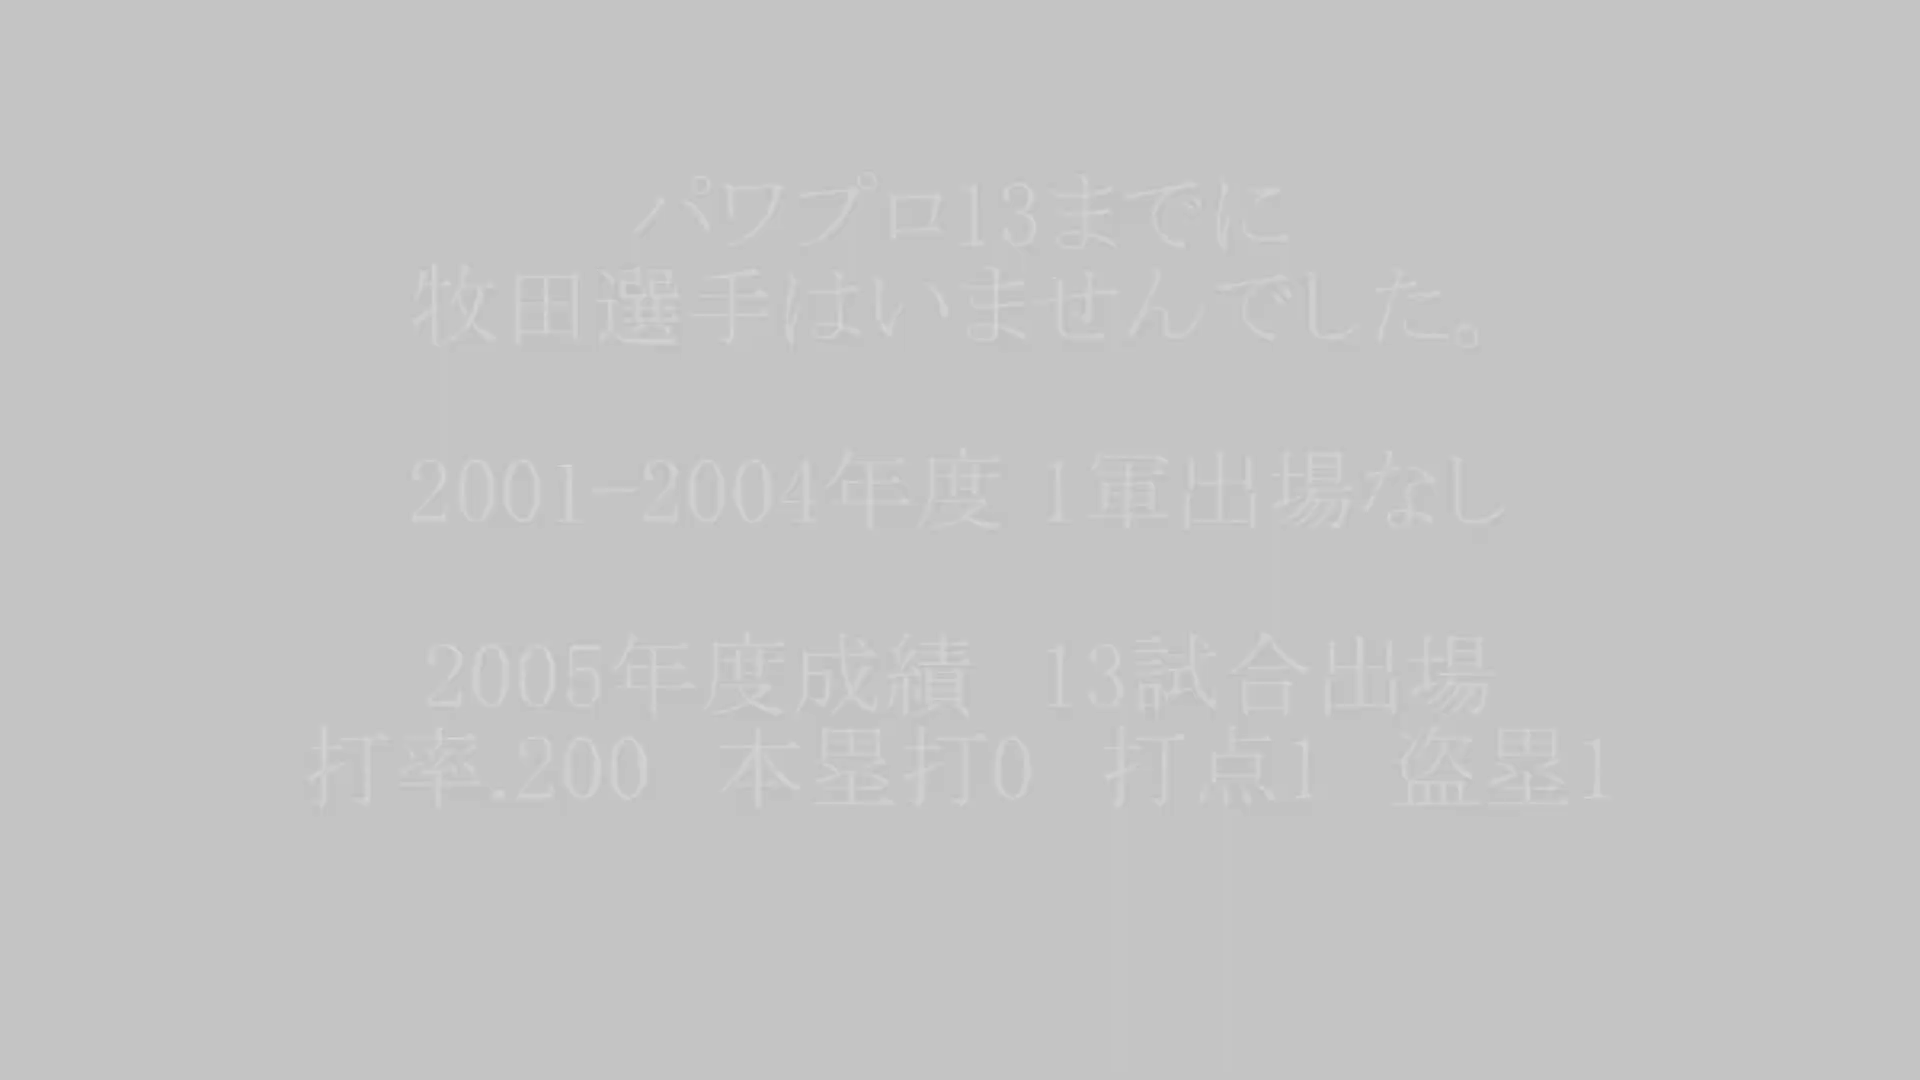 パワプロ13までに
牧田選手はいませんでした。
2001-2004年度 1軍出場なし
2005年度成績　13試合出場
打率.200　本塁打0　打点1　盗塁1